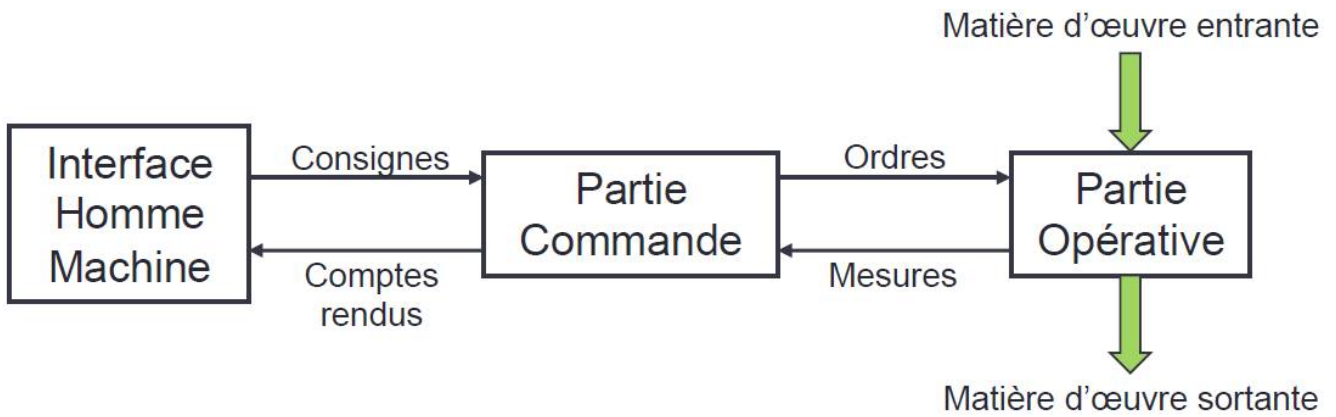 Matière d’œuvre entrante
Interface
Homme
Machine
Consignes
Comptes
rendus
Partie
Commande
Ordres
Mesures
Partie
Opérative
Matière d’œuvre sortante